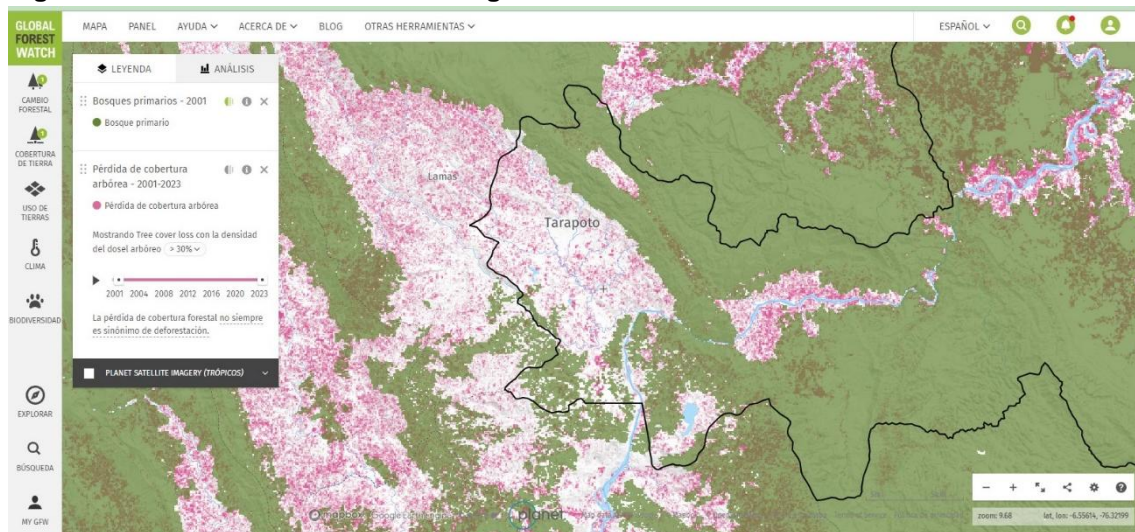 GLOBAL
FOREST
WATCH
MAPA
PANEL
AYUDA
ACERCA DE
BLOG
OTRAS HERRAMIENTAS
ESPAÑOL
CAMBIO
FORESTAL
COBERTURA
DE TIERRA
USO DE
TIERRAS
CLIMA
BIODIVERSIDAD
EXPLORAR
BÚSQUEDA
MY GFW
LEYENDA
ANÁLISIS
Bosques primarios - 2001
Bosque primario
Pérdida de cobertura
arbórea - 2001-2023
Pérdida de cobertura arbórea
Mostrando Tree cover loss con la densidad
del dosel arbóreo > 30%
2001 2004 2008 2012 2016 2020 2023
La pérdida de cobertura forestal no siempre
es sinónimo de deforestación.
PLANET SATELLITE IMAGERY (TRÓPICOS)
Lamas
Tarapoto
mapbox
planet
zoom: 9.68
lat, lon: -6.55614, -76.32199